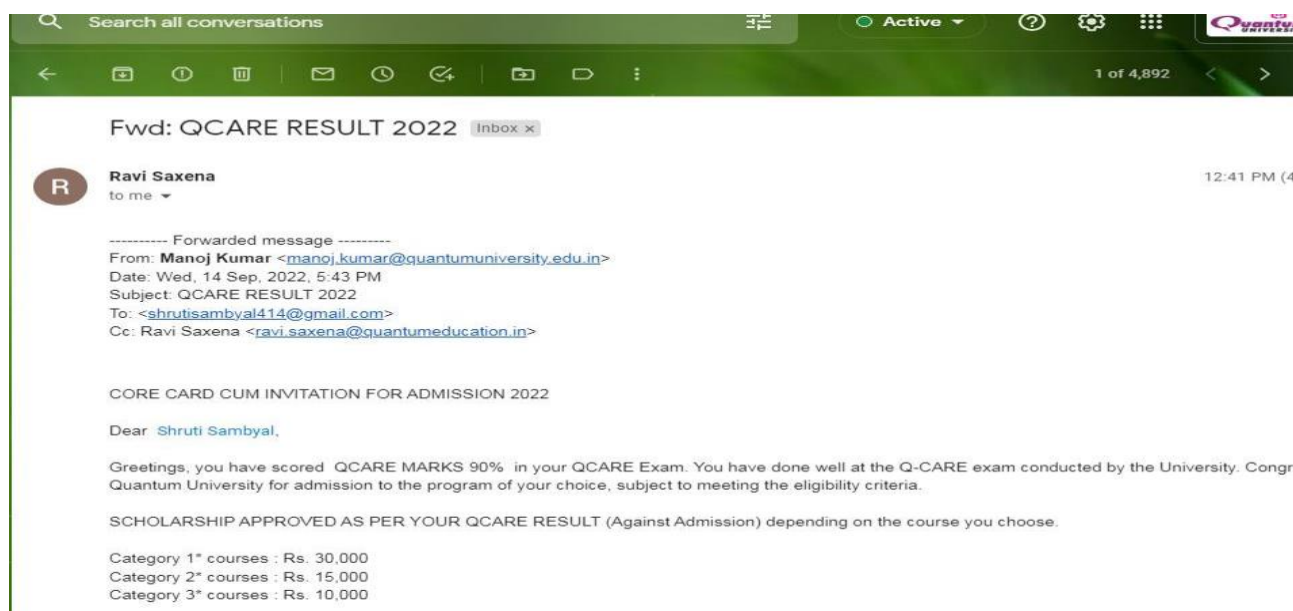 Search all conversations
Active
Quantu
UNIVERSI
1 of 4,892
Fwd: QCARE RESULT 2022 Inbox x
R
Ravi Saxena
12:41 PM (4
to me
---------- Forwarded message ---------
From: Manoj Kumar <manoj.kumar@quantumuniversity.edu.in>
Date: Wed, 14 Sep, 2022, 5:43 PM
Subject: QCARE RESULT 2022
To: <shrutisambyal414@gmail.com>
Cc: Ravi Saxena <ravi.saxena@quantumeducation.in>
CORE CARD CUM INVITATION FOR ADMISSION 2022
Dear Shruti Sambyal,
Greetings, you have scored QCARE MARKS 90% in your QCARE Exam. You have done well at the Q-CARE exam conducted by the University. Congr
Quantum University for admission to the program of your choice, subject to meeting the eligibility criteria.
SCHOLARSHIP APPROVED AS PER YOUR QCARE RESULT (Against Admission) depending on the course you choose.
Category 1* courses : Rs. 30,000
Category 2* courses : Rs. 15,000
Category 3* courses : Rs. 10,000